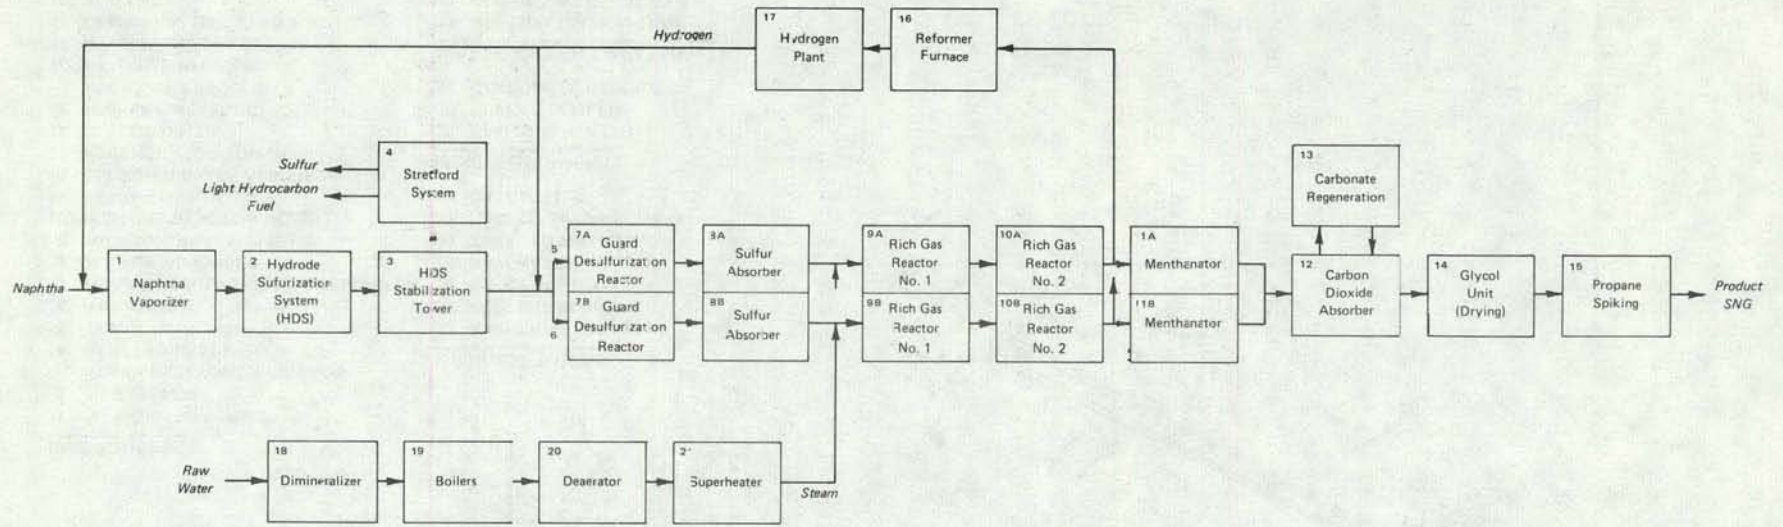 17
Hydrogen
Plant
16
Reformer
Furnace
Hydrogen
4
Stretford
System
Sulfur
Light Hydrocarbon
Fuel
13
Carbonate
Regeneration
Naphtha
1
Naphtha
Vaporizer
2
Hydrode
Sufurization
System
(HDS)
3
HDS
Stabilization
Tower
5
6
7A
Guard
Desulfurization
Reactor
7B
Guard
Desulfurization
Reactor
8A
Sulfur
Absorber
8B
Sulfur
Absorber
9A
Rich Gas
Reactor
No. 1
9B
Rich Gas
Reactor
No. 1
10A
Rich Gas
Reactor
No. 2
10B
Rich Gas
Reactor
No. 2
1A
Menthanator
11B
Menthanator
12
Carbon
Dioxide
Absorber
14
Glycol
Unit
(Drying)
15
Propane
Spiking
Product
SNG
Raw
Water
18
Dimineralizer
19
Boilers
20
Deaerator
2
Superheater
Steam